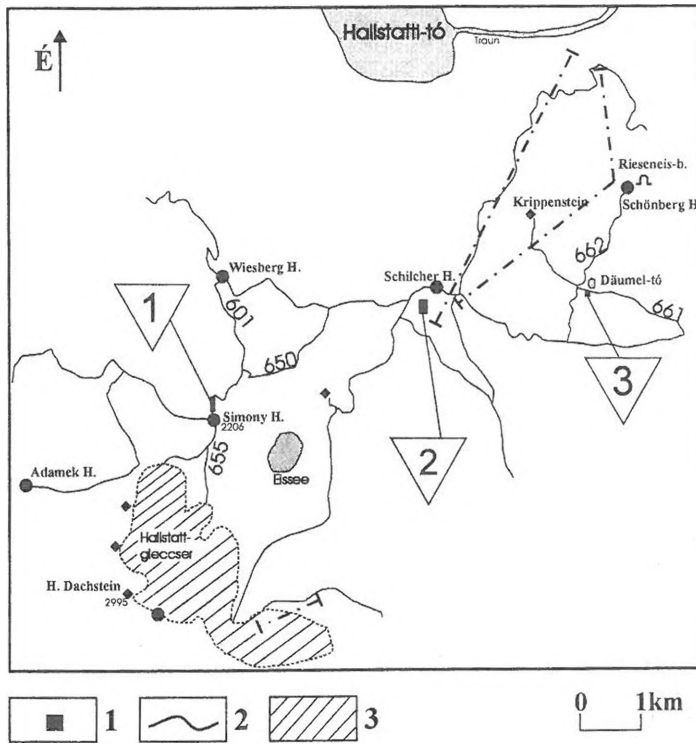 Hallstatti-tó
Traun
É
Rieseneis-b.
Krippenstein
Schönberg H
662
Wiesberg H.
Schilcher H.
Däumel-tó
601
661
1
650
3
Simony H.
2206
2
655
Eissee
Adamek H.
Hallstatt-
gleccser
H. Dachstein
2995
1
2
3
0 1km